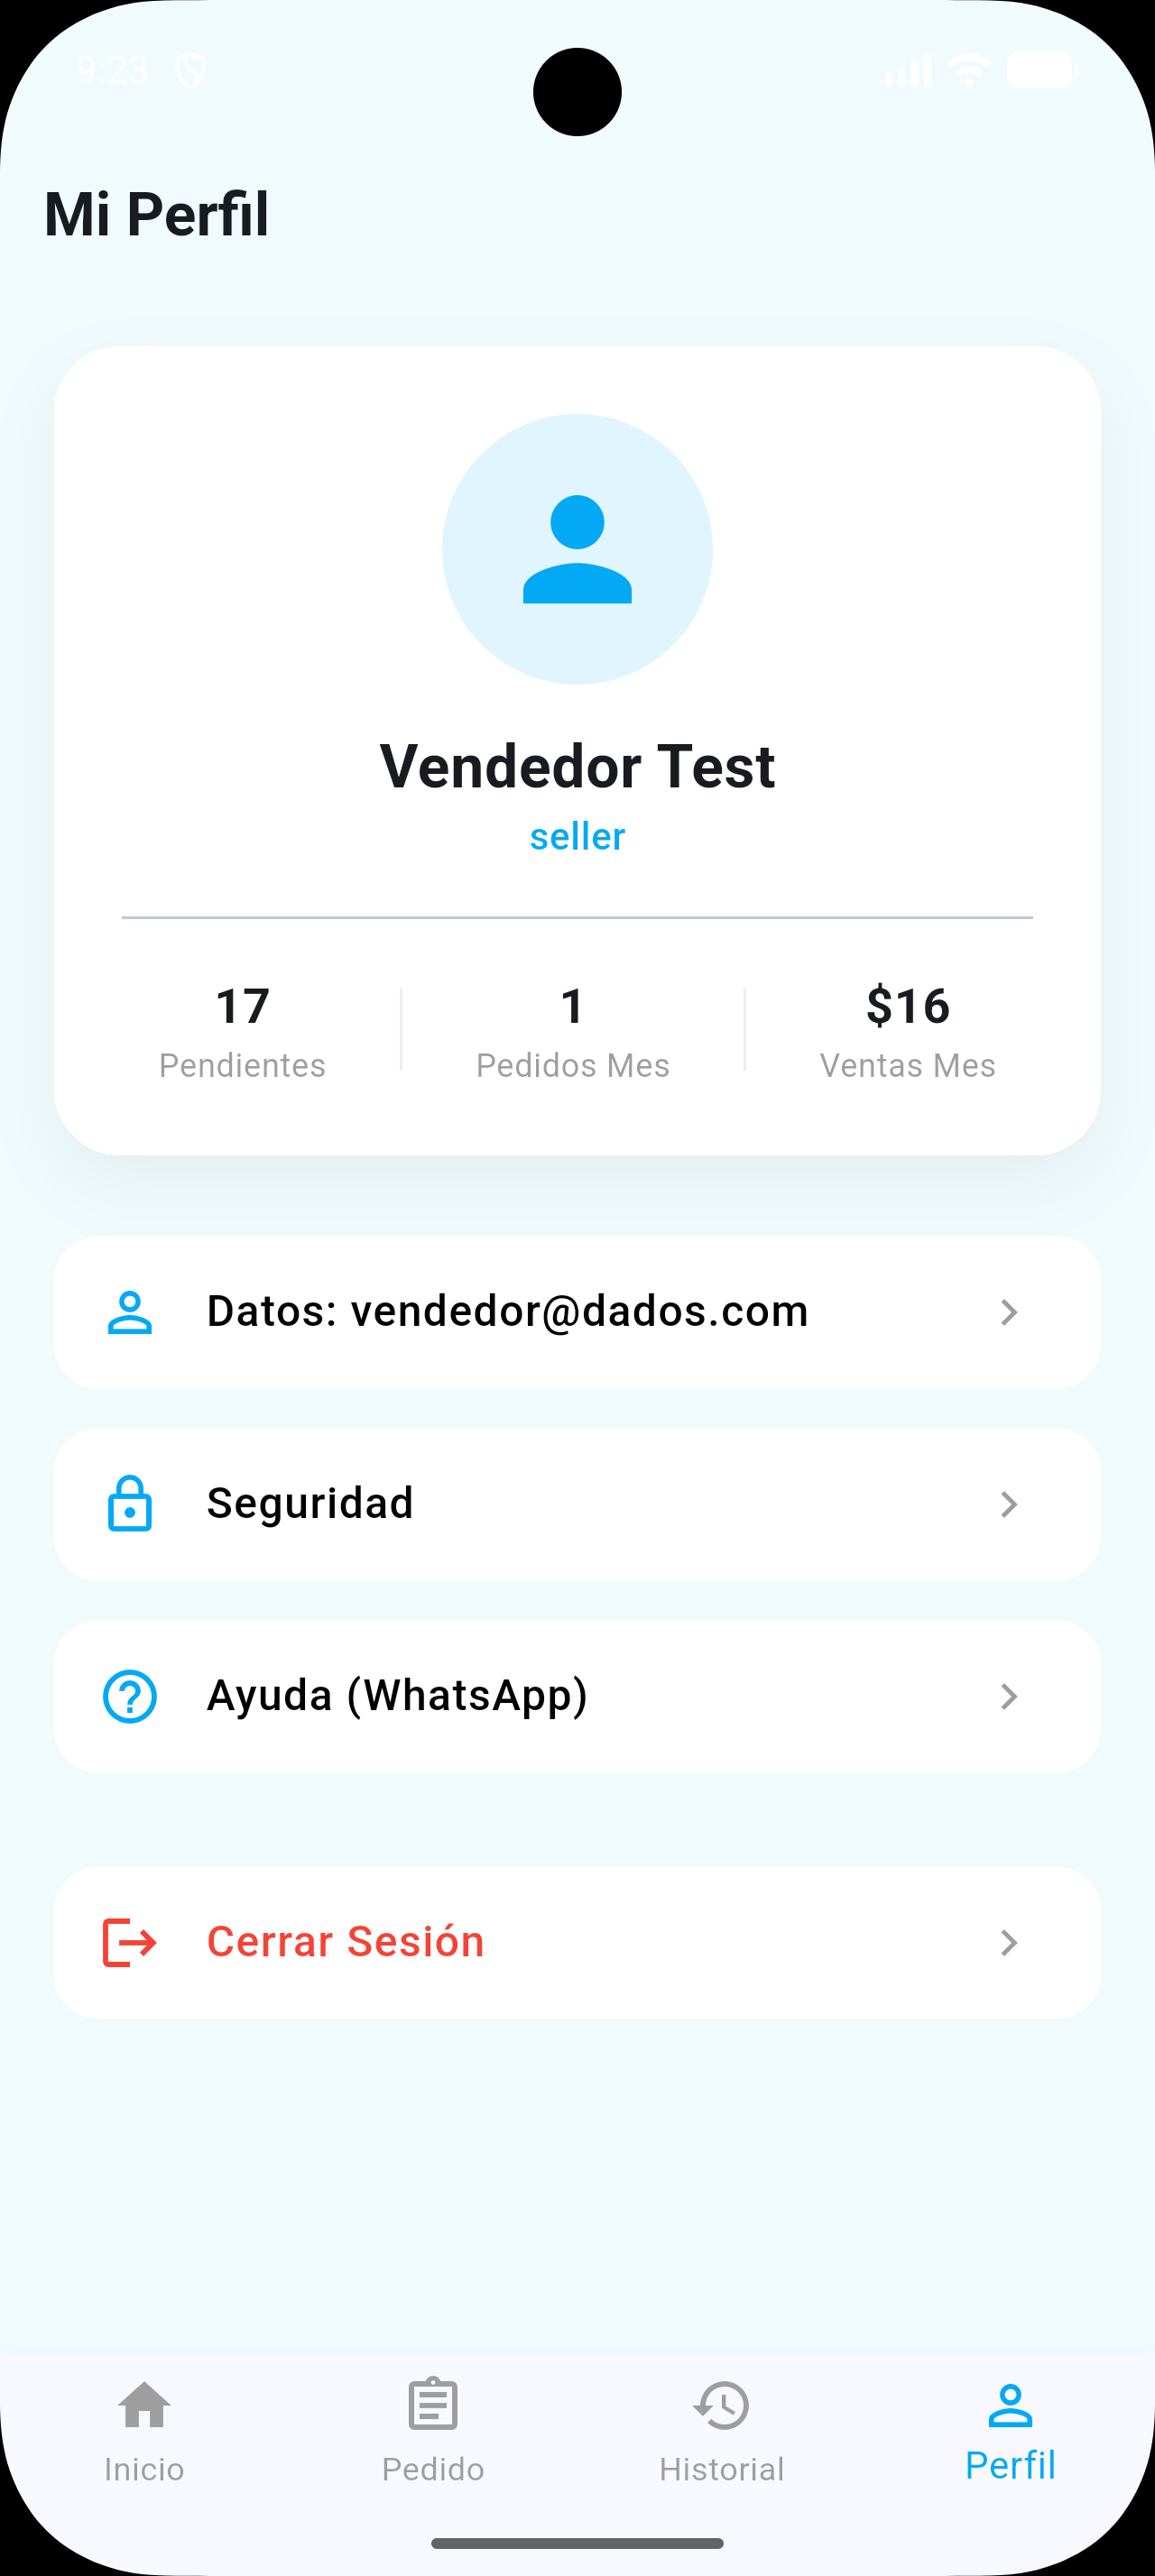 9:23
Mi Perfil
Vendedor Test
seller
17
Pendientes
1
Pedidos Mes
$16
Ventas Mes
Datos: vendedor@dados.com
Seguridad
Ayuda (WhatsApp)
Cerrar Sesión
Inicio
Pedido
Historial
Perfil